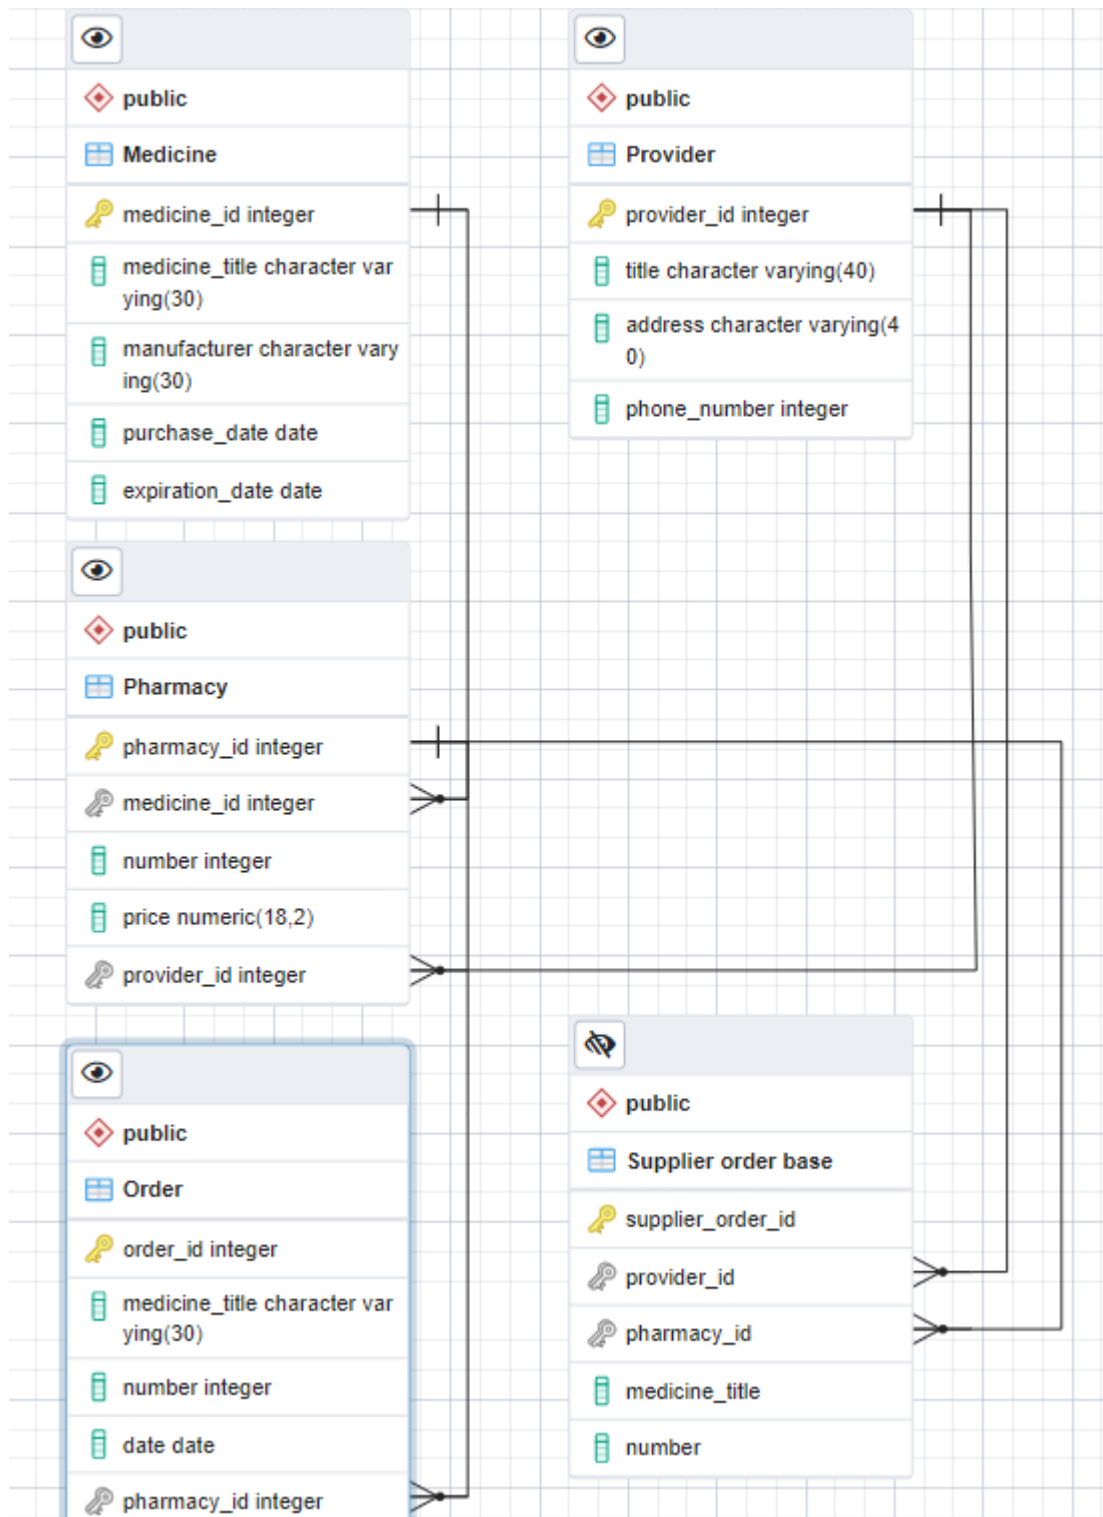 public
Medicine
medicine_id integer
medicine_title character var
ying(30)
manufacturer character vary
ing(30)
purchase_date date
expiration_date date
public
Provider
provider_id integer
title character varying(40)
address character varying(4
0)
phone_number integer
public
Pharmacy
pharmacy_id integer
medicine_id integer
number integer
price numeric(18,2)
provider_id integer
public
Order
order_id integer
medicine_title character var
ying(30)
number integer
date date
pharmacy_id integer
public
Supplier order base
supplier_order_id
provider_id
pharmacy_id
medicine_title
number